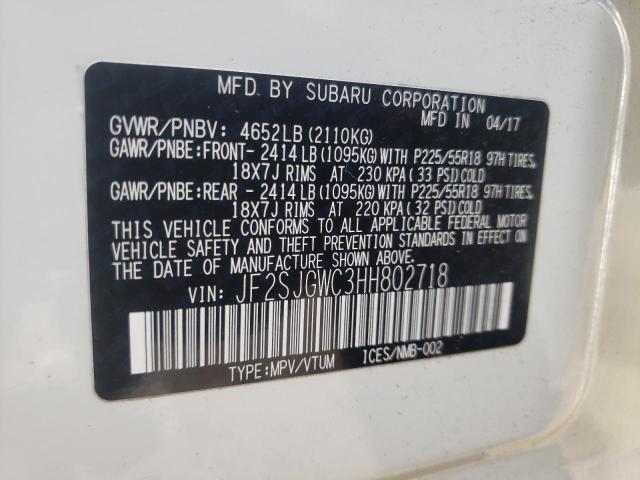 MFD. BY SUBARU CORPORATION
MFD IN 04/17
GVWR/PNBV: 4652LB (2110KG)
GAWR/PNBE:FRONT- 2414 LB (1095KG) WITH P225/55R18 97H TIRES,
18X7J RIMS AT 230 KPA ( 33 PSI) COLD
GAWR/PNBE:REAR - 2414 LB (1095KG) WITH P225/55R18 97H TIRES,
18X7J RIMS AT 220 KPA ( 32 PSI) COLD
THIS VEHICLE CONFORMS TO ALL APPLICABLE FEDERAL MOTOR
VEHICLE SAFETY AND THEFT PREVENTION STANDARDS IN EFFECT ON
THE DATE OF MANUFACTURE SHOWN ABOVE.
VIN: JF2SJGWC3HH802718
TYPE:MPV/VTUM ICES/NMB-002